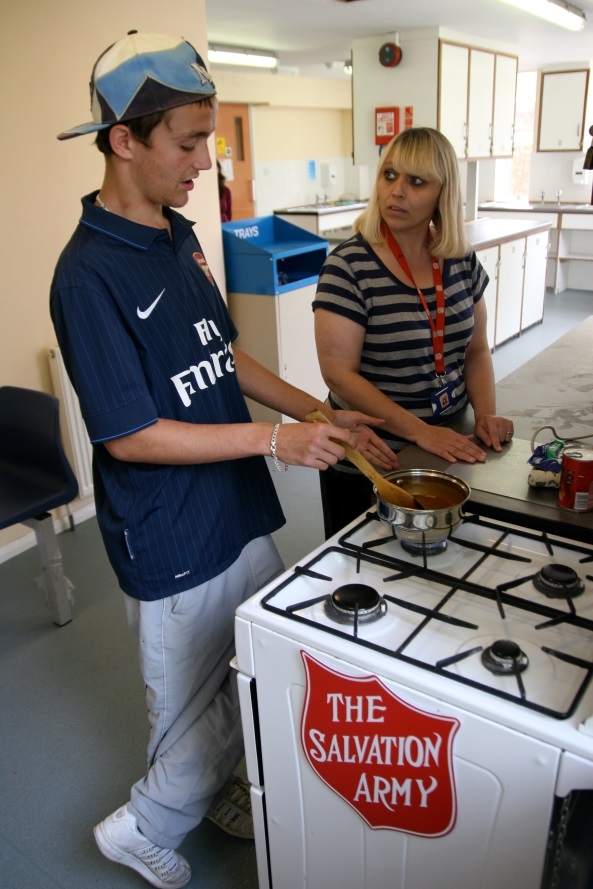 TRAYS
Fly
Emirates
THE
SALVATION
ARMY